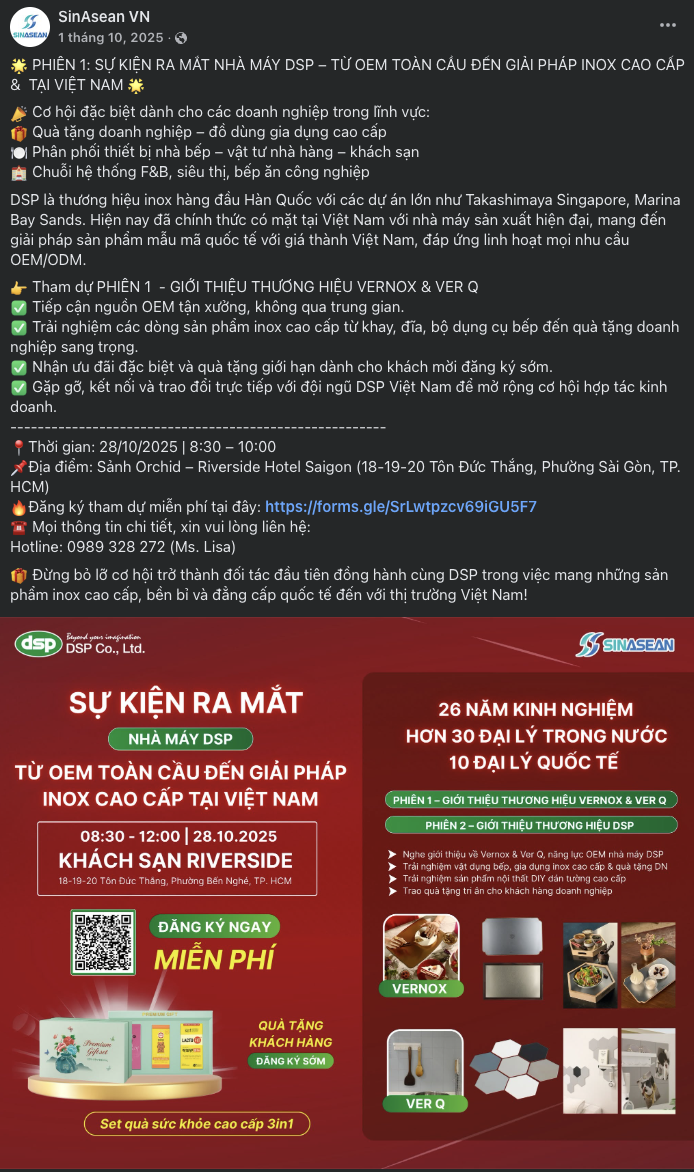 SinAsean VN
1 tháng 10, 2025 ·
🌟 PHIÊN 1: SỰ KIỆN RA MẮT NHÀ MÁY DSP – TỪ OEM TOÀN CẦU ĐẾN GIẢI PHÁP INOX CAO CẤP
& TẠI VIỆT NAM 🌟
🎉 Cơ hội đặc biệt dành cho các doanh nghiệp trong lĩnh vực:
🎁 Quà tặng doanh nghiệp – đồ dùng gia dụng cao cấp
🍽️ Phân phối thiết bị nhà bếp – vật tư nhà hàng – khách sạn
🏩 Chuỗi hệ thống F&B, siêu thị, bếp ăn công nghiệp
DSP là thương hiệu inox hàng đầu Hàn Quốc với các dự án lớn như Takashimaya Singapore, Marina
Bay Sands. Hiện nay đã chính thức có mặt tại Việt Nam với nhà máy sản xuất hiện đại, mang đến
giải pháp sản phẩm mẫu mã quốc tế với giá thành Việt Nam, đáp ứng linh hoạt mọi nhu cầu
OEM/ODM.
👉 Tham dự PHIÊN 1 - GIỚI THIỆU THƯƠNG HIỆU VERNOX & VER Q
✅ Tiếp cận nguồn OEM tận xưởng, không qua trung gian.
✅ Trải nghiệm các dòng sản phẩm inox cao cấp từ khay, đĩa, bộ dụng cụ bếp đến quà tặng doanh
nghiệp sang trọng.
✅ Nhận ưu đãi đặc biệt và quà tặng giới hạn dành cho khách mời đăng ký sớm.
✅ Gặp gỡ, kết nối và trao đổi trực tiếp với đội ngũ DSP Việt Nam để mở rộng cơ hội hợp tác kinh
doanh.
-------------------------------------------------------
📍Thời gian: 28/10/2025 | 8:30 – 10:00
📌Địa điểm: Sảnh Orchid – Riverside Hotel Saigon (18-19-20 Tôn Đức Thắng, Phường Sài Gòn, TP.
HCM)
🔥Đăng ký tham dự miễn phí tại đây: https://forms.gle/SrLwtpzcv69iGU5F7
☎️ Mọi thông tin chi tiết, xin vui lòng liên hệ:
Hotline: 0989 328 272 (Ms. Lisa)
🎁 Đừng bỏ lỡ cơ hội trở thành đối tác đầu tiên đồng hành cùng DSP trong việc mang những sản
phẩm inox cao cấp, bền bỉ và đẳng cấp quốc tế đến với thị trường Việt Nam!
dsp
Beyond your imagination
DSP Co., Ltd.
SINASEAN
SỰ KIỆN RA MẮT
NHÀ MÁY DSP
TỪ OEM TOÀN CẦU ĐẾN GIẢI PHÁP
INOX CAO CẤP TẠI VIỆT NAM
08:30 - 12:00 | 28.10.2025
KHÁCH SẠN RIVERSIDE
18-19-20 Tôn Đức Thắng, Phường Bến Nghé, TP. HCM
ĐĂNG KÝ NGAY
MIỄN PHÍ
Premium
Giftset
QUÀ TẶNG
KHÁCH HÀNG
ĐĂNG KÝ SỚM
Set quà sức khỏe cao cấp 3in1
26 NĂM KINH NGHIỆM
HƠN 30 ĐẠI LÝ TRONG NƯỚC
10 ĐẠI LÝ QUỐC TẾ
PHIÊN 1 – GIỚI THIỆU THƯƠNG HIỆU VERNOX & VER Q
PHIÊN 2 – GIỚI THIỆU THƯƠNG HIỆU DSP
Nghe giới thiệu về Vernox & Ver Q, năng lực OEM nhà máy DSP
Trải nghiệm vật dụng bếp, gia dụng inox cao cấp & quà tặng DN
Trải nghiệm sản phẩm nội thất DIY dán tường cao cấp
Trao quà tặng tri ân cho khách hàng doanh nghiệp
VERNOX
VER Q